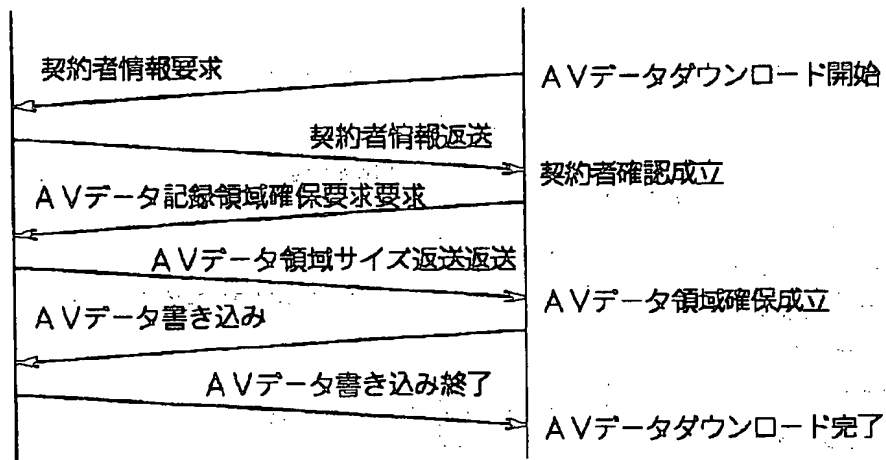 契約者情報要求
AVデータダウンロード開始
契約者情報返送
契約者確認成立
AVデータ記録領域確保要求要求
AVデータ領域サイズ返送返送
AVデータ領域確保成立
AVデータ書き込み
AVデータ書き込み終了
AVデータダウンロード完了